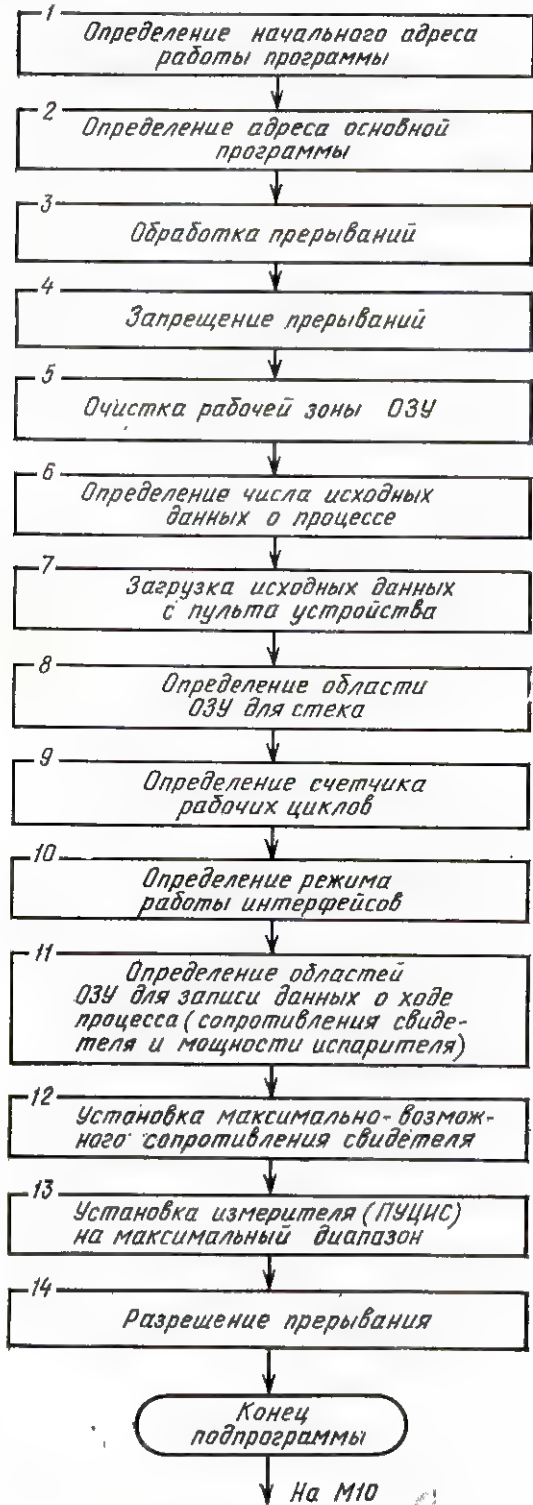 1
Определение начального адреса
работы программы
2
Определение адреса основной
программы
3
Обработка прерываний
4
Запрещение прерываний
5
Очистка рабочей зоны ОЗУ
6
Определение числа исходных
данных о процессе
7
Загрузка исходных данных
с пульта устройства
8
Определение области
ОЗУ для стека
9
Определение счетчика
рабочих циклов
10
Определение режима
работы интерфейсов
11
Определение областей
ОЗУ для записи данных о ходе
процесса (сопротивления свиде-
теля и мощности испарителя)
12
Установка максимально-возмож-
ного сопротивления свидетеля
13
Установка измерителя (ПУЦИС)
на максимальный диапазон
14
Разрешение прерывания
Конец
подпрограммы
На М10